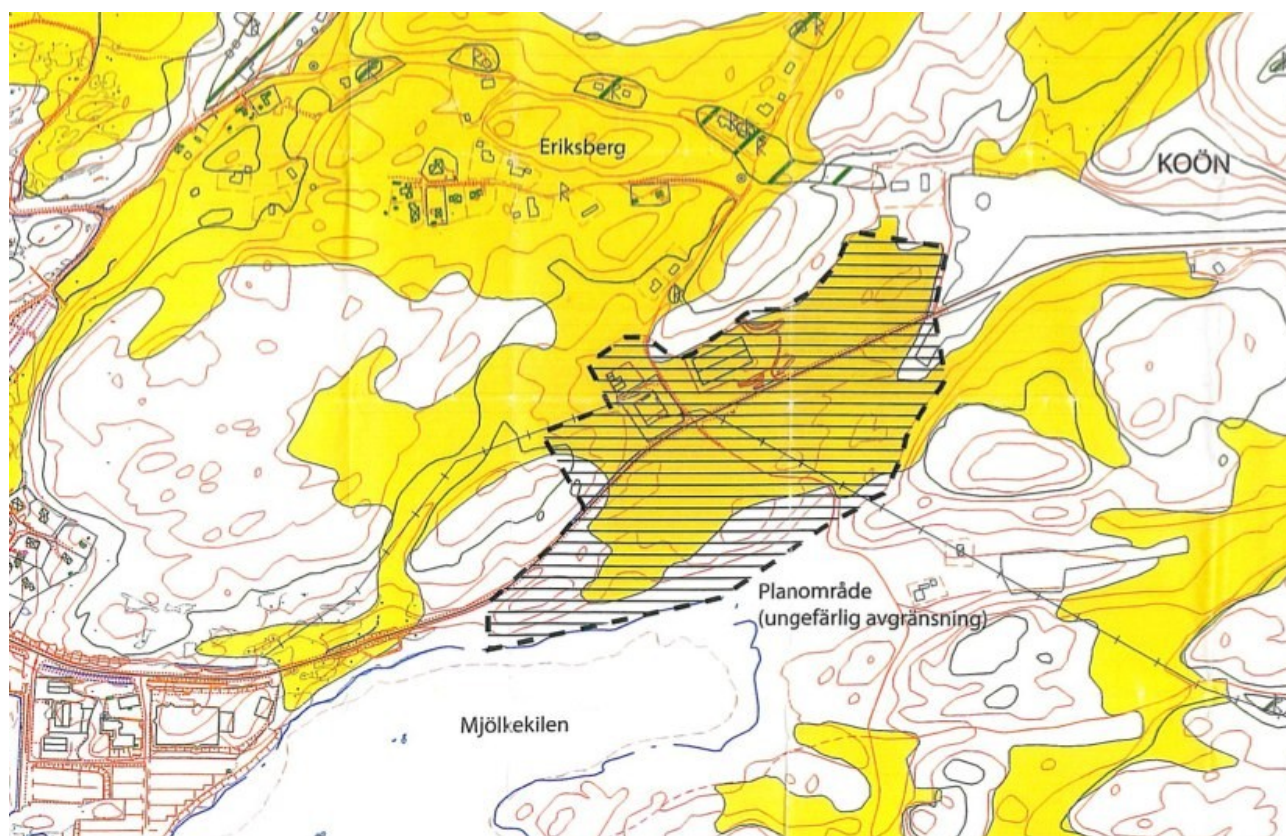 Eriksberg
KOÖN
Planområde
(ungefärlig avgränsning)
Mjölkekilen